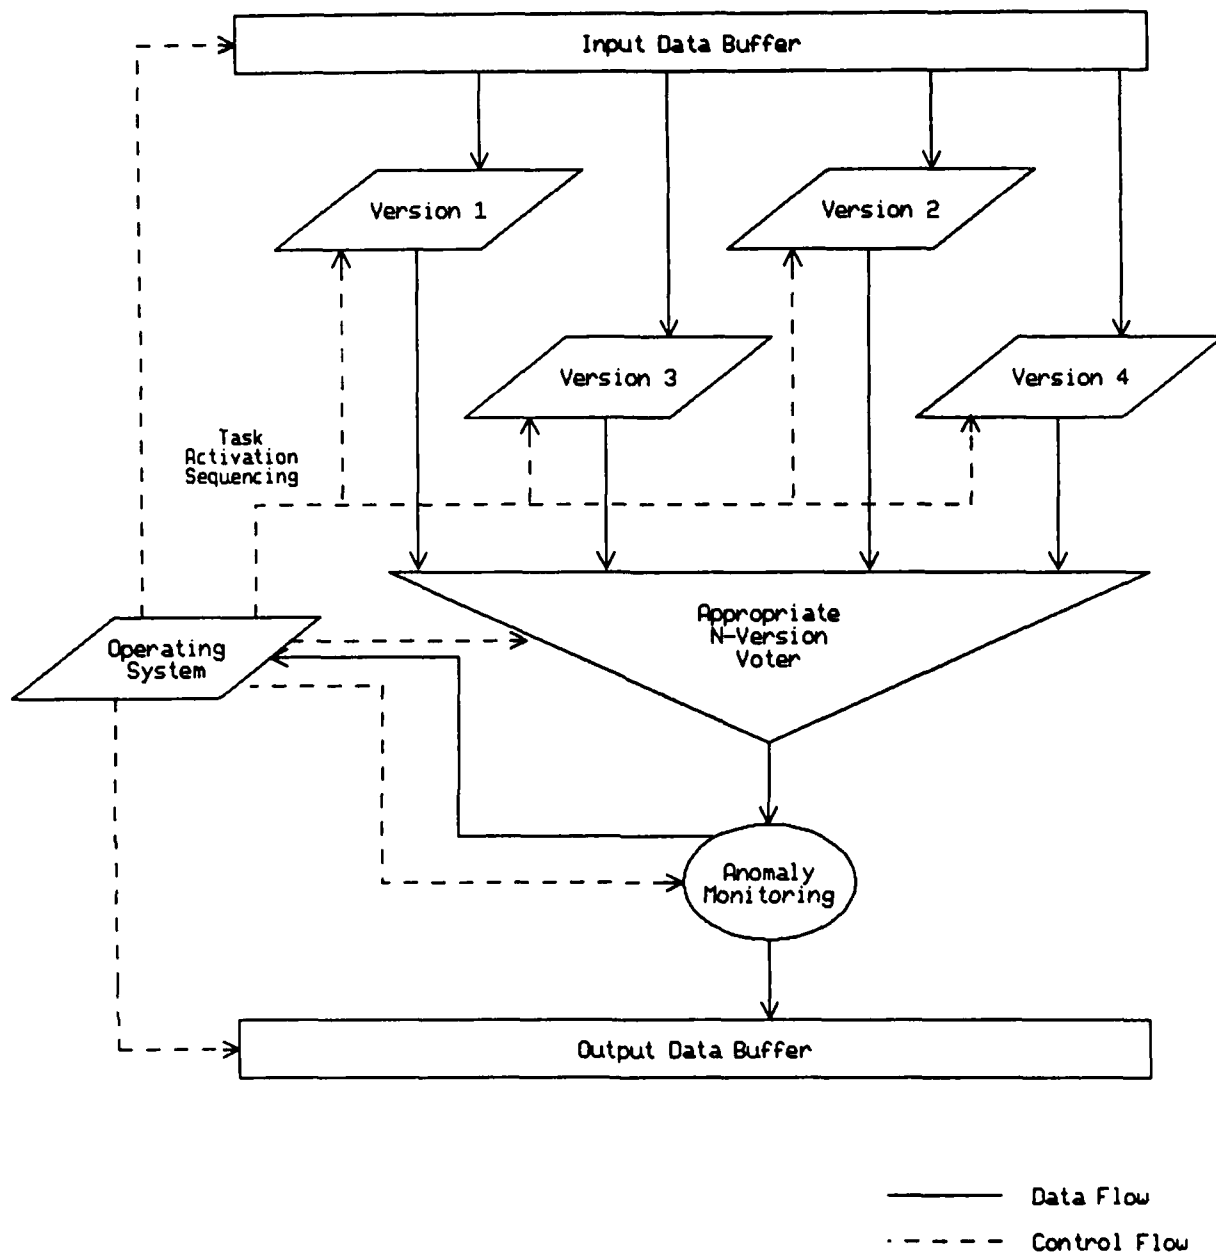 Input Data Buffer
Version 1
Version 2
Version 3
Version 4
Task
Activation
Sequencing
Appropriate
N-Version
Voter
Operating
System
Anomaly
Monitoring
Output Data Buffer
Data Flow
Control Flow